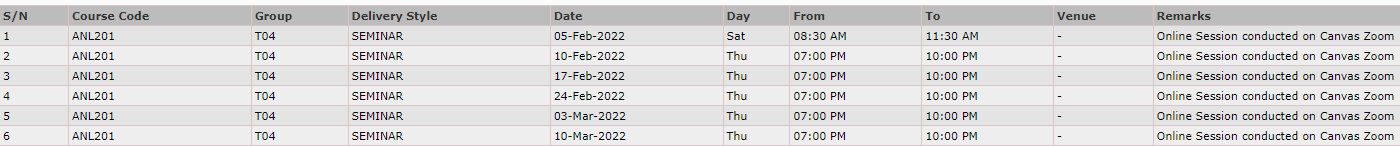 S/N Course Code Group Delivery Style Date Day From To Venue Remarks
1 ANL201 T04 SEMINAR 05-Feb-2022 Sat 08:30 AM 11:30 AM - Online Session conducted on Canvas Zoom
2 ANL201 T04 SEMINAR 10-Feb-2022 Thu 07:00 PM 10:00 PM - Online Session conducted on Canvas Zoom
3 ANL201 T04 SEMINAR 17-Feb-2022 Thu 07:00 PM 10:00 PM - Online Session conducted on Canvas Zoom
4 ANL201 T04 SEMINAR 24-Feb-2022 Thu 07:00 PM 10:00 PM - Online Session conducted on Canvas Zoom
5 ANL201 T04 SEMINAR 03-Mar-2022 Thu 07:00 PM 10:00 PM - Online Session conducted on Canvas Zoom
6 ANL201 T04 SEMINAR 10-Mar-2022 Thu 07:00 PM 10:00 PM - Online Session conducted on Canvas Zoom